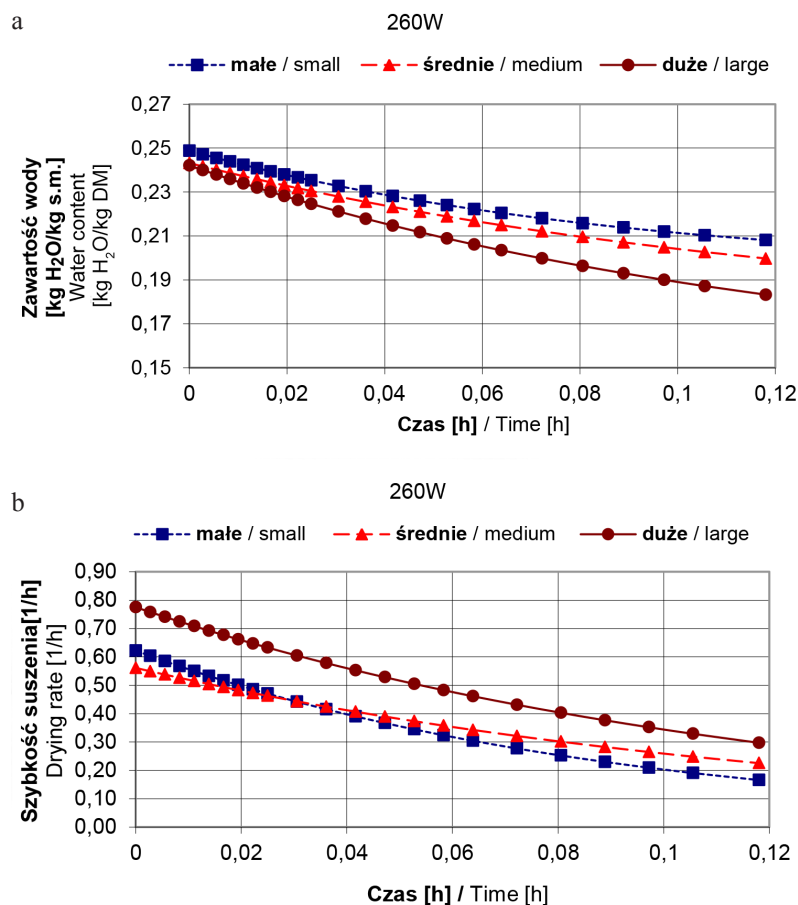 a
260W
małe / small
średnie / medium
duże / large
Zawartość wody
[kg H₂O/kg s.m.]
Water content
[kg H₂O/kg DM]
0,27
0,25
0,23
0,21
0,19
0,17
0,15
0
0,02
0,04
0,06
0,08
0,1
0,12
Czas [h] / Time [h]
b
260W
małe / small
średnie / medium
duże / large
Szybkość suszenia[1/h]
Drying rate [1/h]
0,90
0,80
0,70
0,60
0,50
0,40
0,30
0,20
0,10
0,00
0
0,02
0,04
0,06
0,08
0,1
0,12
Czas [h] / Time [h]